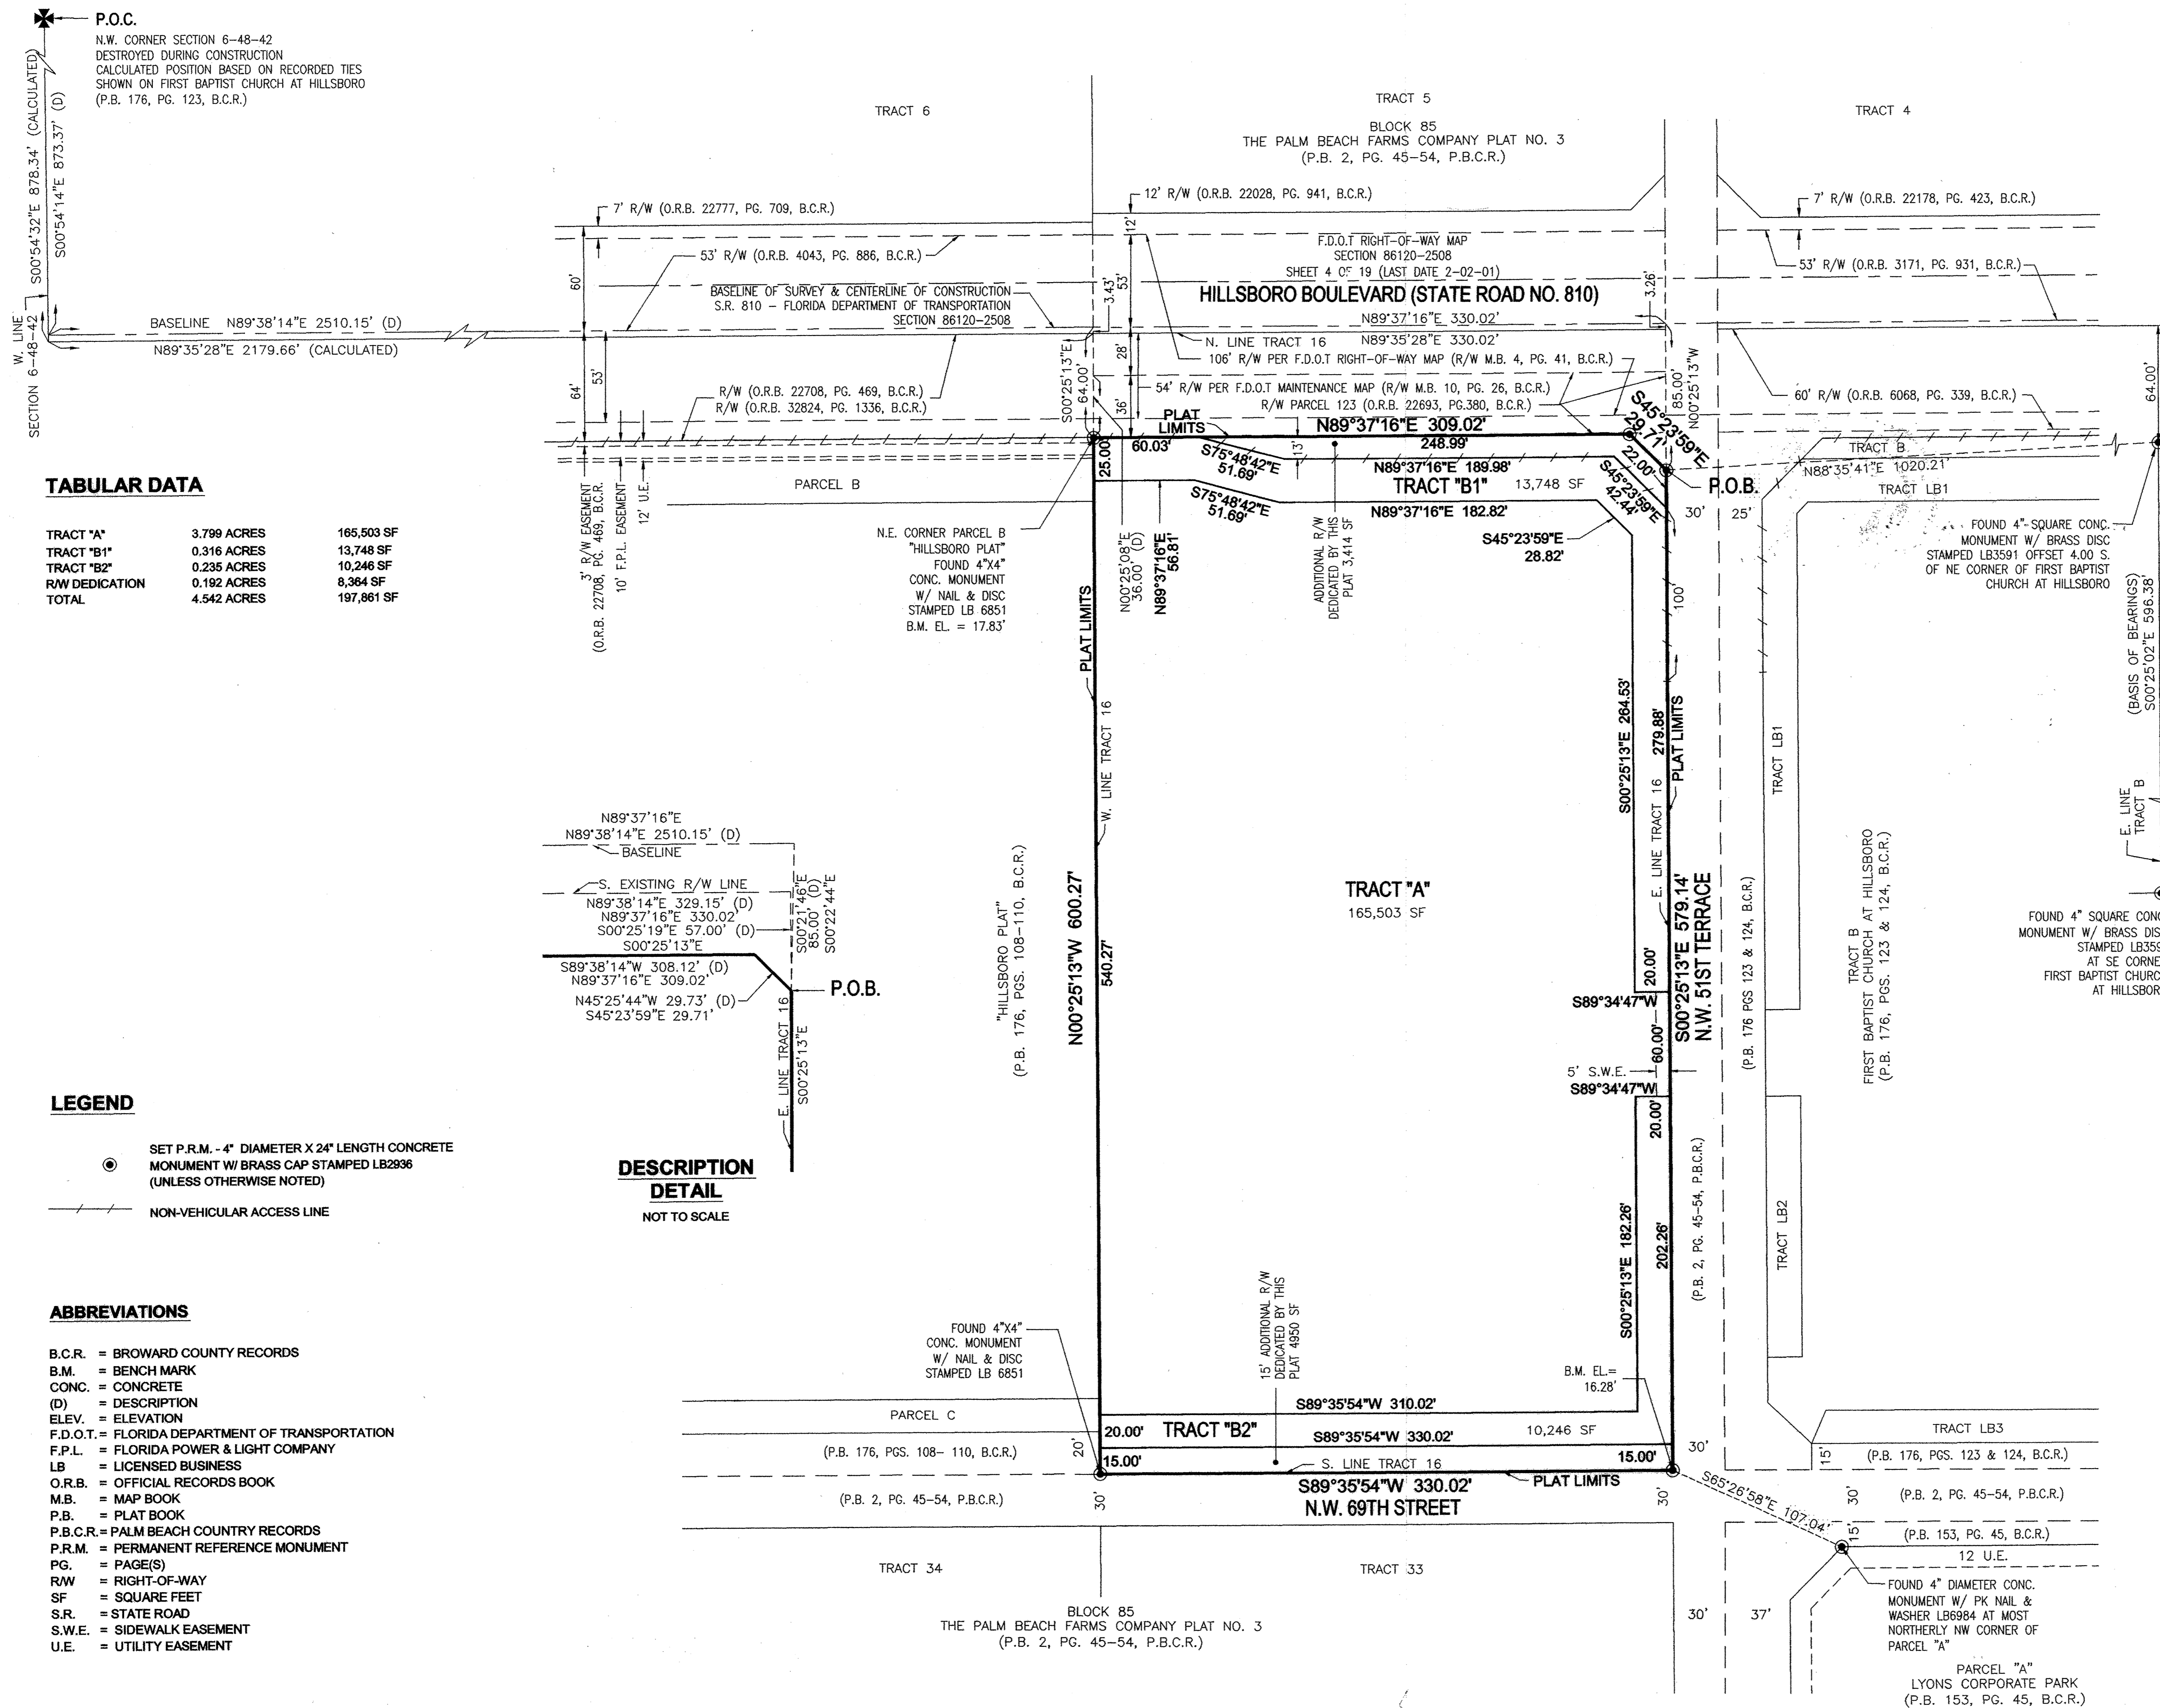 P.O.C.
N.W. CORNER SECTION 6-48-42
DESTROYED DURING CONSTRUCTION
CALCULATED POSITION BASED ON RECORDED TIES
SHOWN ON FIRST BAPTIST CHURCH AT HILLSBORO
(P.B. 176, PG. 123, B.C.R.)
W. LINE
SECTION 6-48-42
S00°54'32"E 878.34' (CALCULATED)
S00°54'14"E 873.37' (D)
TRACT 6
TRACT 5
BLOCK 85
THE PALM BEACH FARMS COMPANY PLAT NO. 3
(P.B. 2, PG. 45-54, P.B.C.R.)
TRACT 4
7' R/W (O.R.B. 22777, PG. 709, B.C.R.)
12' R/W (O.R.B. 22028, PG. 941, B.C.R.)
7' R/W (O.R.B. 22178, PG. 423, B.C.R.)
53' R/W (O.R.B. 4043, PG. 886, B.C.R.)
F.D.O.T RIGHT-OF-WAY MAP
SECTION 86120-2508
SHEET 4 OF 19 (LAST DATE 2-02-01)
53' R/W (O.R.B. 3171, PG. 931, B.C.R.)
60'
12'
53'
3.43'
3.26'
BASELINE OF SURVEY & CENTERLINE OF CONSTRUCTION
S.R. 810 - FLORIDA DEPARTMENT OF TRANSPORTATION
SECTION 86120-2508
HILLSBORO BOULEVARD (STATE ROAD NO. 810)
N89°37'16"E 330.02'
BASELINE N89°38'14"E 2510.15' (D)
N89°35'28"E 2179.66' (CALCULATED)
N. LINE TRACT 16
N89°35'28"E 330.02'
106' R/W PER F.D.O.T RIGHT-OF-WAY MAP (R/W M.B. 4, PG. 41, B.C.R.)
54' R/W PER F.D.O.T MAINTENANCE MAP (R/W M.B. 10, PG. 26, B.C.R.)
R/W PARCEL 123 (O.R.B. 22693, PG.380, B.C.R.)
64'
53'
R/W (O.R.B. 22708, PG. 469, B.C.R.)
R/W (O.R.B. 32824, PG. 1336, B.C.R.)
S00°25'13"E
64.00'
28'
36'
85.00'
N00°25'13"W
60' R/W (O.R.B. 6068, PG. 339, B.C.R.)
64.00'
PLAT
LIMITS
N89°37'16"E 309.02'
S45°23'59"E
29.71'
60.03'
248.99'
25.00'
S75°48'42"E
51.69'
13'
N89°37'16"E 189.98'
22.00'
S45°23'59"E
42.44'
P.O.B.
TRACT B
N88°35'41"E 1020.21'
TRACT LB1
PARCEL B
TRACT "B1"
13,748 SF
S75°48'42"E
51.69'
N89°37'16"E 182.82'
30'
25'
3' R/W EASEMENT
(O.R.B. 22708, PG. 469, B.C.R.
10' F.P.L. EASEMENT
12' U.E.
N.E. CORNER PARCEL B
"HILLSBORO PLAT"
FOUND 4"X4"
CONC. MONUMENT
W/ NAIL & DISC
STAMPED LB 6851
B.M. EL. = 17.83'
N00°25'08"E
36.00' (D)
N89°37'16"E
56.81'
ADDITIONAL R/W
DEDICATED BY THIS
PLAT 3,414 SF
S45°23'59"E
28.82'
100'
FOUND 4" SQUARE CONC.
MONUMENT W/ BRASS DISC
STAMPED LB3591 OFFSET 4.00 S.
OF NE CORNER OF FIRST BAPTIST
CHURCH AT HILLSBORO
(BASIS OF BEARINGS)
S00°25'02"E 596.38'
TABULAR DATA
TRACT "A" 3.799 ACRES 165,503 SF
TRACT "B1" 0.316 ACRES 13,748 SF
TRACT "B2" 0.235 ACRES 10,246 SF
R/W DEDICATION 0.192 ACRES 8,364 SF
TOTAL 4.542 ACRES 197,861 SF
PLAT LIMITS
W. LINE TRACT 16
N00°25'13"W 600.27'
540.27'
"HILLSBORO PLAT"
(P.B. 176, PGS. 108-110, B.C.R.)
S00°25'13"E 264.53'
279.88'
PLAT LIMITS
E. LINE TRACT 16
TRACT LB1
E. LINE
TRACT B
TRACT "A"
165,503 SF
S00°25'13"E 579.14'
N.W. 51ST TERRACE
(P.B. 176 PGS 123 & 124, B.C.R.)
TRACT B
FIRST BAPTIST CHURCH AT HILLSBORO
(P.B. 176, PGS. 123 & 124, B.C.R.)
FOUND 4" SQUARE CONC
MONUMENT W/ BRASS DIS
STAMPED LB359
AT SE CORNE
FIRST BAPTIST CHURC
AT HILLSBOR
N89°37'16"E
N89°38'14"E 2510.15' (D)
BASELINE
S. EXISTING R/W LINE
N89°38'14"E 329.15' (D)
N89°37'16"E 330.02'
S00°25'19"E 57.00' (D)
S00°25'13"E
S00°21'46"E
85.00' (D)
S00°22'44"E
S89°38'14"W 308.12' (D)
N89°37'16"E 309.02'
N45°25'44"W 29.73' (D)
S45°23'59"E 29.71'
P.O.B.
E. LINE TRACT 16
S00°25'13"E
DESCRIPTION
DETAIL
NOT TO SCALE
20.00'
S89°34'47"W
60.00'
5' S.W.E.
S89°34'47"W
20.00'
S00°25'13"E 182.26'
202.26'
(P.B. 2, PG. 45-54, P.B.C.R.)
TRACT LB2
LEGEND
SET P.R.M. - 4" DIAMETER X 24" LENGTH CONCRETE
MONUMENT W/ BRASS CAP STAMPED LB2936
(UNLESS OTHERWISE NOTED)
NON-VEHICULAR ACCESS LINE
ABBREVIATIONS
B.C.R. = BROWARD COUNTY RECORDS
B.M. = BENCH MARK
CONC. = CONCRETE
(D) = DESCRIPTION
ELEV. = ELEVATION
F.D.O.T. = FLORIDA DEPARTMENT OF TRANSPORTATION
F.P.L. = FLORIDA POWER & LIGHT COMPANY
LB = LICENSED BUSINESS
O.R.B. = OFFICIAL RECORDS BOOK
M.B. = MAP BOOK
P.B. = PLAT BOOK
P.B.C.R. = PALM BEACH COUNTRY RECORDS
P.R.M. = PERMANENT REFERENCE MONUMENT
PG. = PAGE(S)
R/W = RIGHT-OF-WAY
SF = SQUARE FEET
S.R. = STATE ROAD
S.W.E. = SIDEWALK EASEMENT
U.E. = UTILITY EASEMENT
FOUND 4"X4"
CONC. MONUMENT
W/ NAIL & DISC
STAMPED LB 6851
15' ADDITIONAL R/W
DEDICATED BY THIS
PLAT 4950 SF
B.M. EL.=
16.28'
PARCEL C
(P.B. 176, PGS. 108- 110, B.C.R.)
20'
(P.B. 2, PG. 45-54, P.B.C.R.)
30'
S89°35'54"W 310.02'
20.00'
TRACT "B2"
10,246 SF
S89°35'54"W 330.02'
15.00'
S. LINE TRACT 16
15.00'
S89°35'54"W 330.02'
PLAT LIMITS
N.W. 69TH STREET
30'
30'
S65°26'58"E 107.04'
TRACT LB3
15'
(P.B. 176, PGS. 123 & 124, B.C.R.)
30'
(P.B. 2, PG. 45-54, P.B.C.R.)
15'
(P.B. 153, PG. 45, B.C.R.)
12 U.E.
TRACT 34
TRACT 33
BLOCK 85
THE PALM BEACH FARMS COMPANY PLAT NO. 3
(P.B. 2, PG. 45-54, P.B.C.R.)
30'
37'
FOUND 4" DIAMETER CONC.
MONUMENT W/ PK NAIL &
WASHER LB6984 AT MOST
NORTHERLY NW CORNER OF
PARCEL "A"
PARCEL "A"
LYONS CORPORATE PARK
(P.B. 153, PG. 45, B.C.R.)